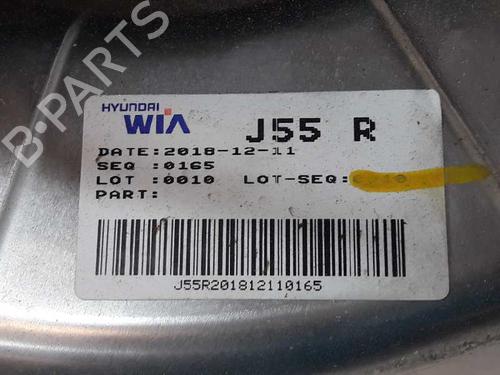 HYUNDAI
WIA
J55 R
DATE:2018-12-11
SEQ :0165
LOT :0010 LOT-SEQ:
PART:
J55R201812110165
B-Parts